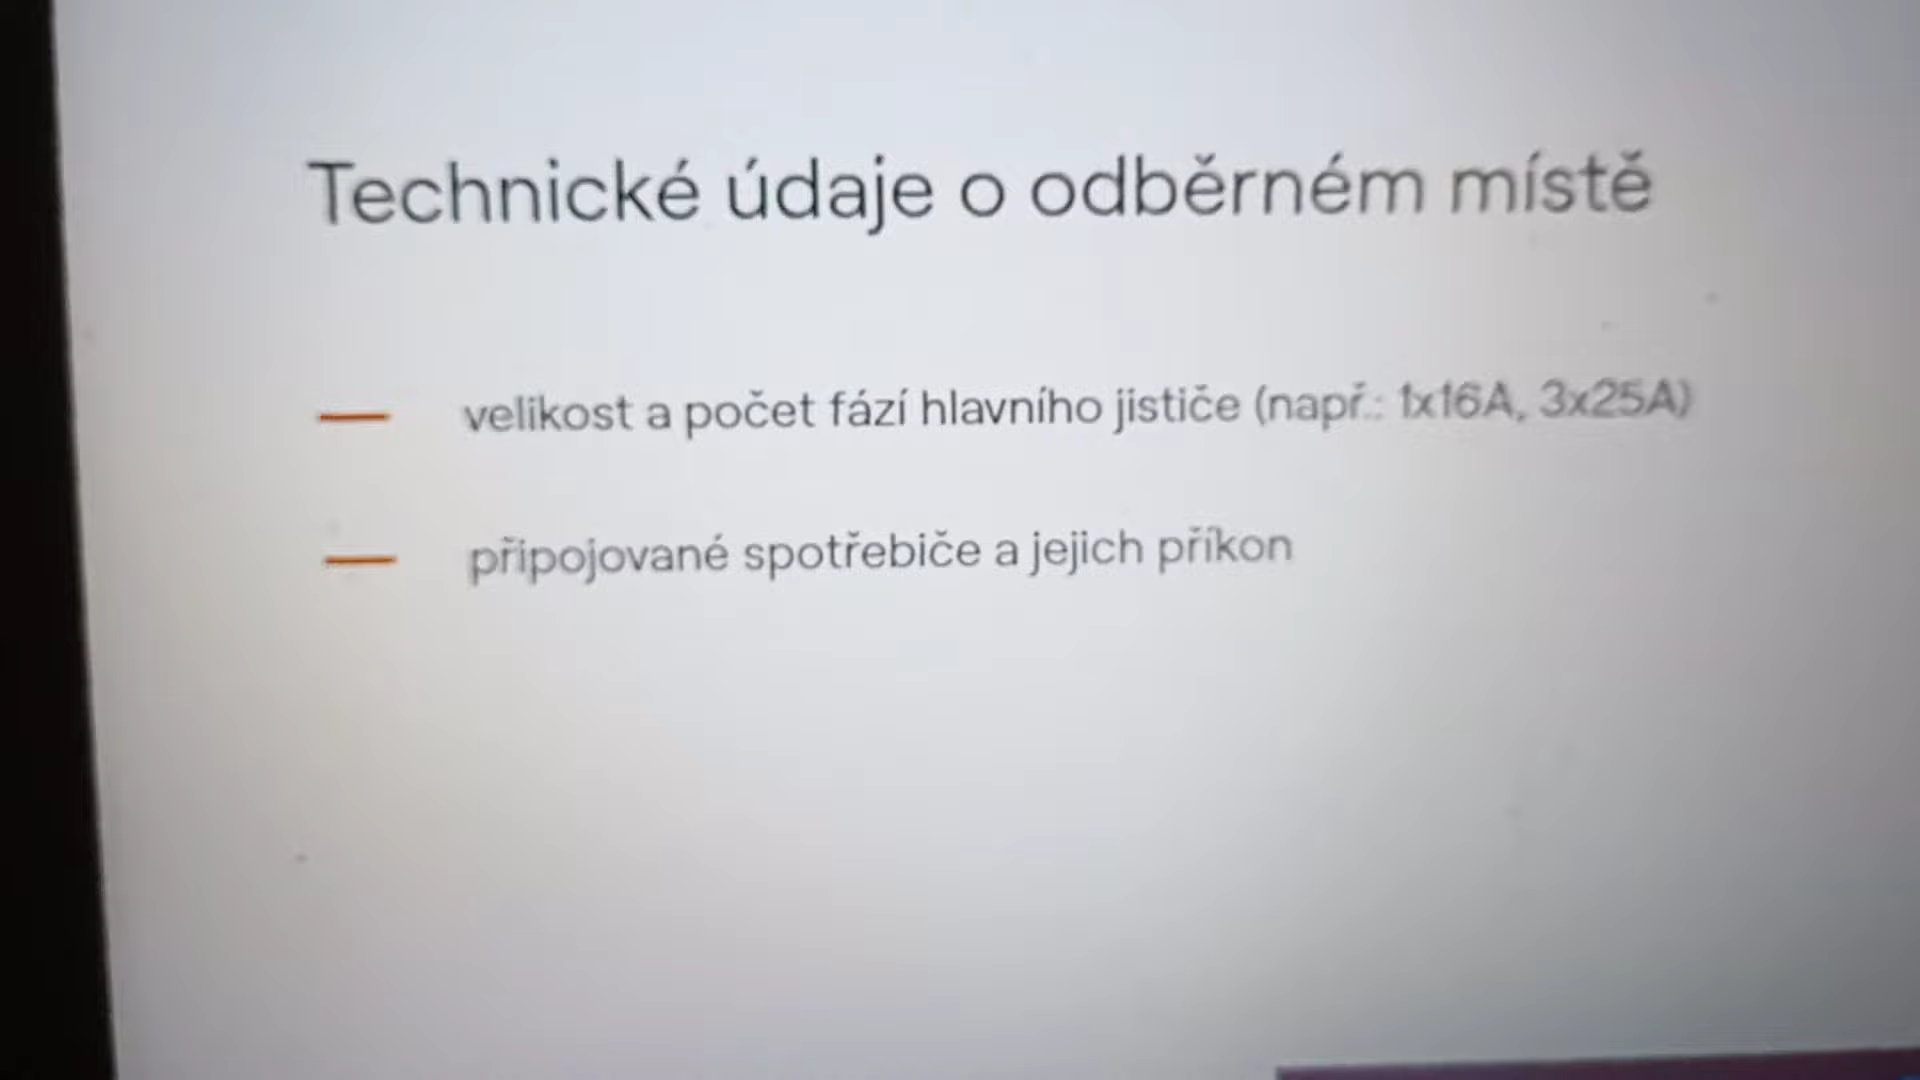 Technické údaje o odběrném místě
velikost a počet fází hlavního jističe (např.: 1x16A, 3x25A)
připojované spotřebiče a jejich příkon